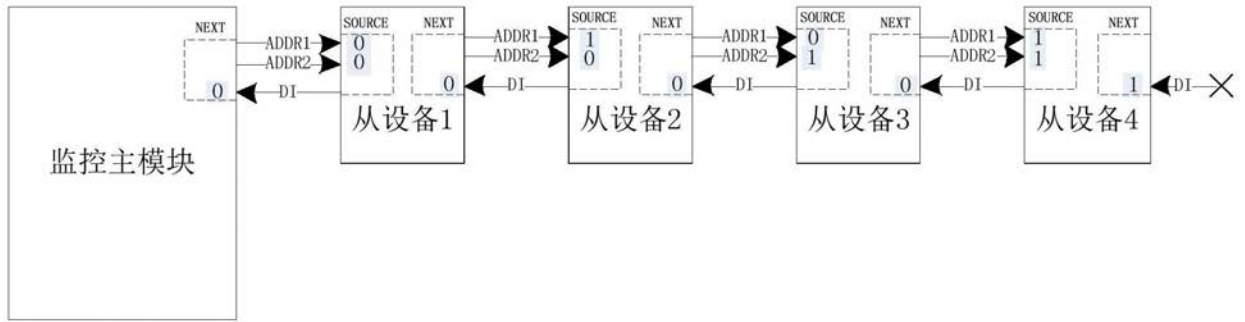 NEXT
ADDR1
ADDR2
0
DI
监控主模块
SOURCE NEXT
0
0
0
从设备1
ADDR1
ADDR2
DI
SOURCE NEXT
1
0
0
从设备2
ADDR1
ADDR2
DI
SOURCE NEXT
0
1
0
从设备3
ADDR1
ADDR2
DI
SOURCE NEXT
1
1
1
从设备4
DI